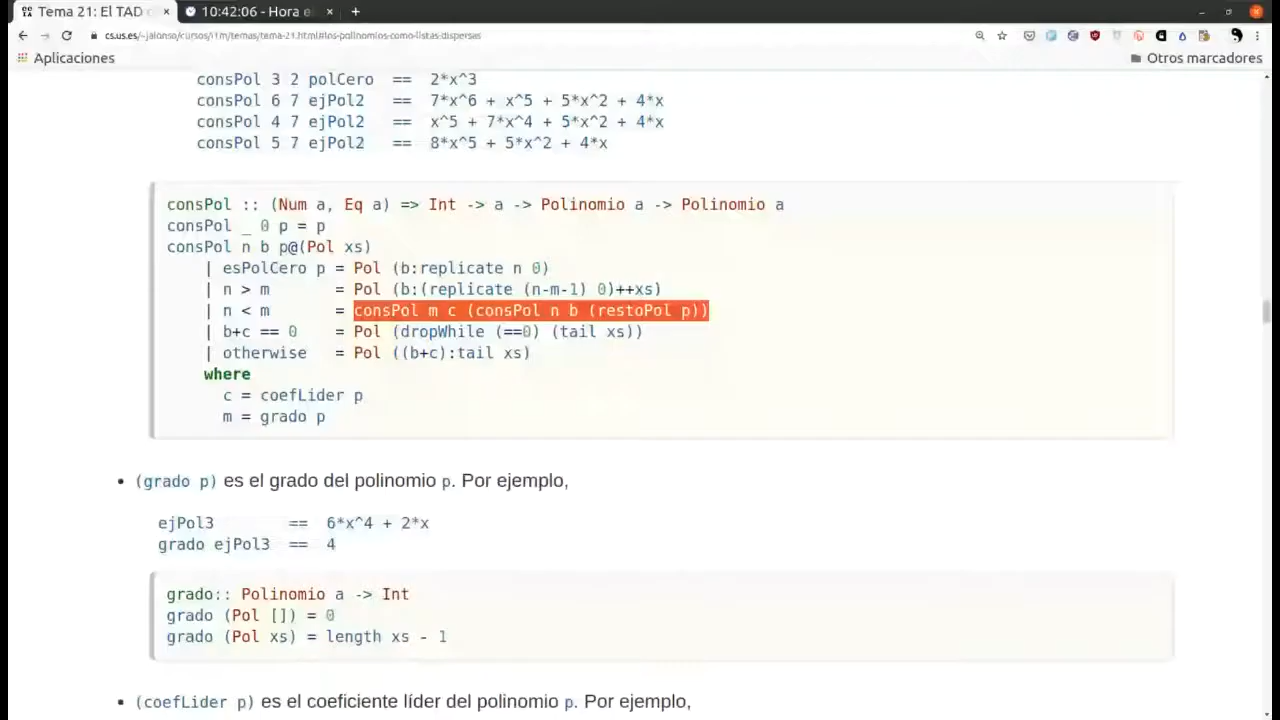 Tema 21: El TAD
10:42:06 - Hora e
cs.us.es/~jalonso/cursos/i1m/temas/tema-21.html#los-polinomios-como-listas-dispersas
Aplicaciones
Otros marcadores
consPol 3 2 polCero == 2*x^3
consPol 6 7 ejPol2 == 7*x^6 + x^5 + 5*x^2 + 4*x
consPol 4 7 ejPol2 == x^5 + 7*x^4 + 5*x^2 + 4*x
consPol 5 7 ejPol2 == 8*x^5 + 5*x^2 + 4*x
consPol :: (Num a, Eq a) => Int -> a -> Polinomio a -> Polinomio a
consPol _ 0 p = p
consPol n b p@(Pol xs)
| esPolCero p = Pol (b:replicate n 0)
| n > m = Pol (b:(replicate (n-m-1) 0)++xs)
| n < m = consPol m c (consPol n b (restoPol p))
| b+c == 0 = Pol (dropWhile (==0) (tail xs))
| otherwise = Pol ((b+c):tail xs)
where
c = coefLider p
m = grado p
• (grado p) es el grado del polinomio p. Por ejemplo,
ejPol3 == 6*x^4 + 2*x
grado ejPol3 == 4
grado:: Polinomio a -> Int
grado (Pol []) = 0
grado (Pol xs) = length xs - 1
• (coefLider p) es el coeficiente líder del polinomio p. Por ejemplo,